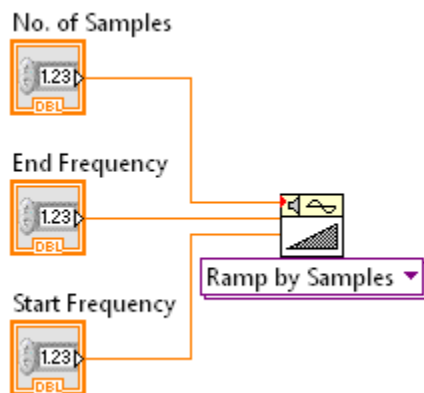 No. of Samples
1.23
DBL
End Frequency
1.23
DBL
Ramp by Samples
Start Frequency
1.23
DBL